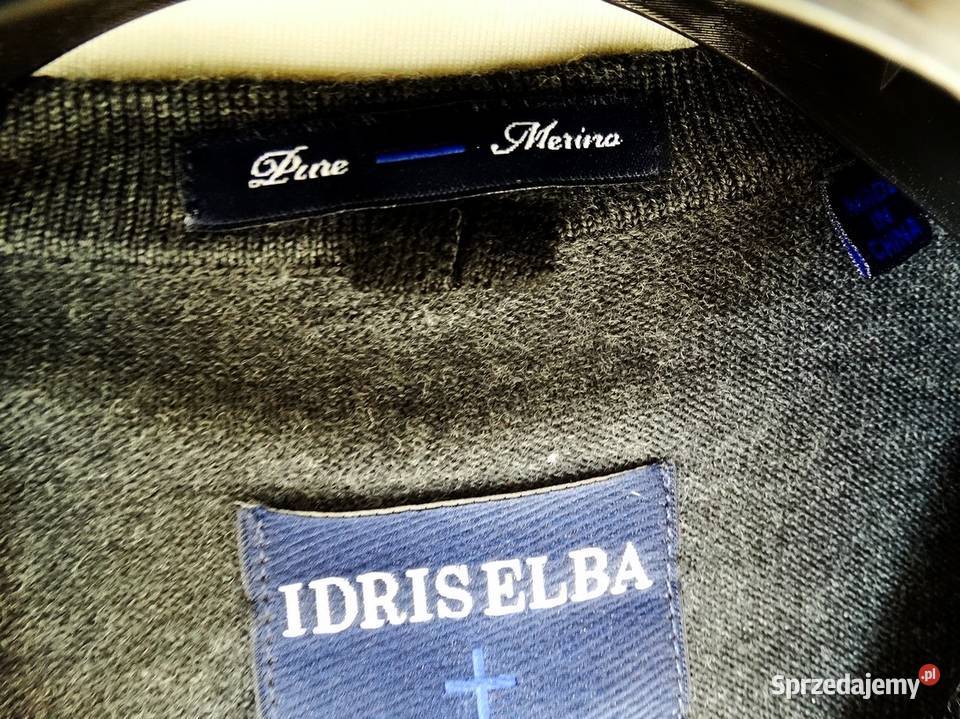 Pure — Merino
MADE
IN
CHINA
IDRIS ELBA
Sprzedajemy.pl